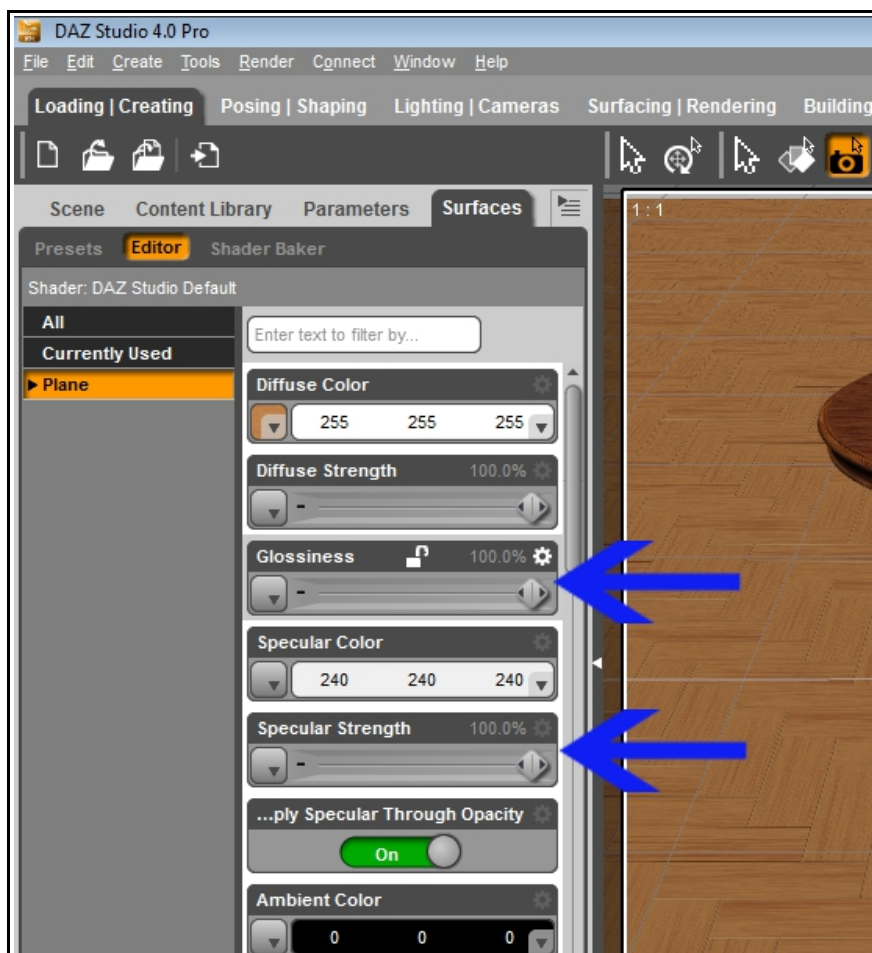 DAZ Studio 4.0 Pro
File Edit Create Tools Render Connect Window Help
Loading | Creating Posing | Shaping Lighting | Cameras Surfacing | Rendering Building
Scene Content Library Parameters Surfaces
1 : 1
Presets Editor Shader Baker
Shader: DAZ Studio Default
All
Currently Used
Plane
Enter text to filter by...
Diffuse Color
255 255 255
Diffuse Strength 100.0%
Glossiness 100.0%
Specular Color
240 240 240
Specular Strength 100.0%
...ply Specular Through Opacity
On
Ambient Color
0 0 0